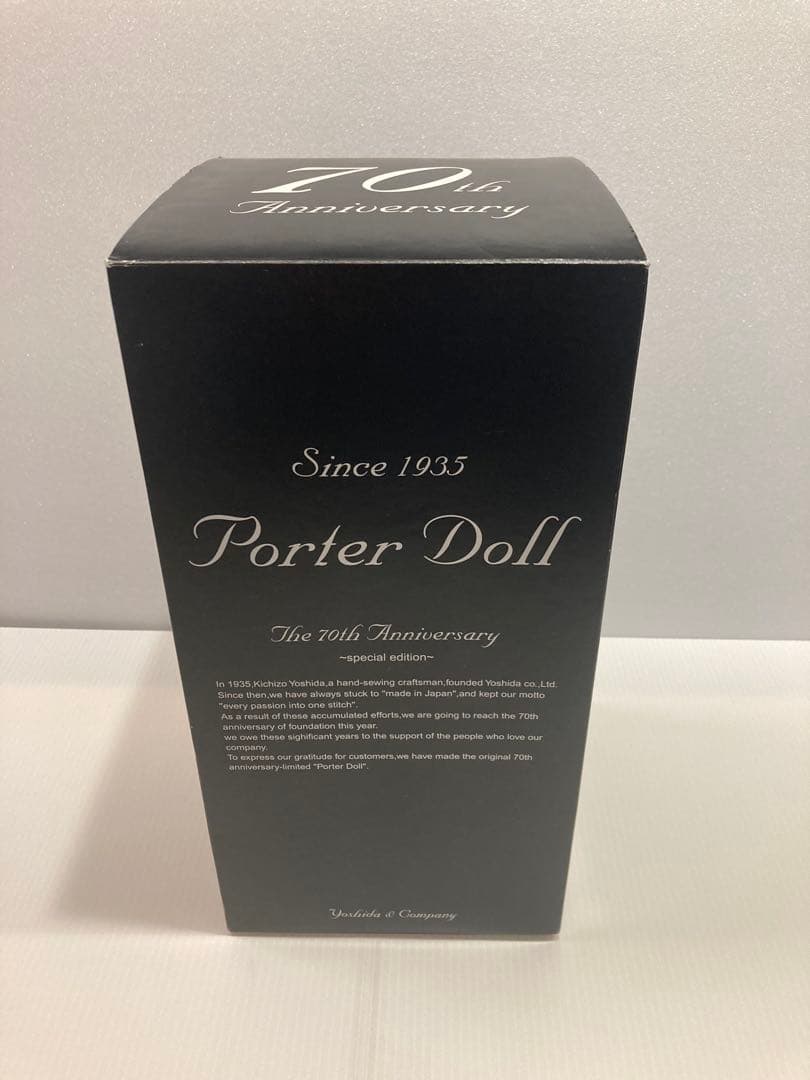 70th
Anniversary
Since 1935
Porter Doll
The 70th Anniversary
~special edition~
In 1935,Kichizo Yoshida,a hand-sewing craftsman,founded Yoshida co.,Ltd.
Since then,we have always stuck to "made in Japan",and kept our motto
"every passion into one stitch".
As a result of these accumulated efforts,we are going to reach the 70th
anniversary of foundation this year.
we owe these sighificant years to the support of the people who love our
company.
To express our gratitude for customers,we have made the original 70th
anniversary-limited "Porter Doll".
Yoshida & Company